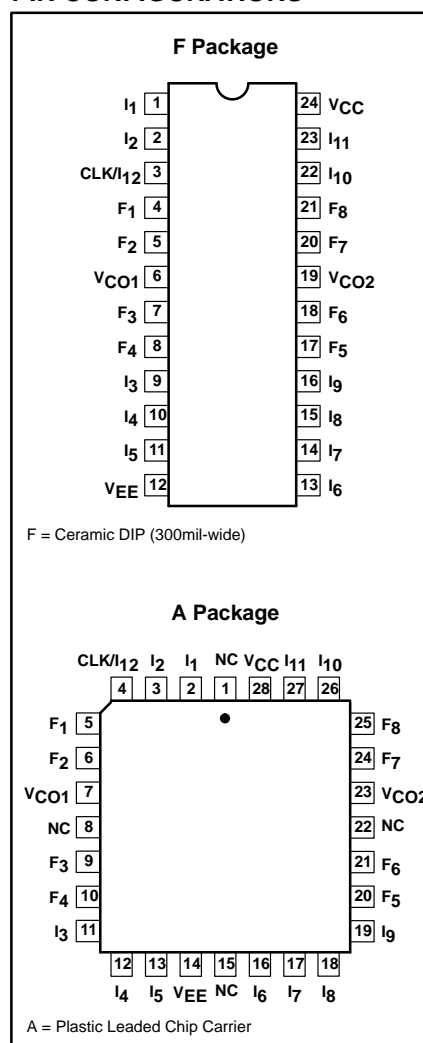 F Package
I1 1 24 VCC
I2 2 23 I11
CLK/I12 3 22 I10
F1 4 21 F8
F2 5 20 F7
VCO1 6 19 VCO2
F3 7 18 F6
F4 8 17 F5
I3 9 16 I9
I4 10 15 I8
I5 11 14 I7
VEE 12 13 I6
F = Ceramic DIP (300mil-wide)
A Package
CLK/I12 I2 I1 NC VCC I11 I10
4 3 2 1 28 27 26
F1 5 25 F8
F2 6 24 F7
VCO1 7 23 VCO2
NC 8 22 NC
F3 9 21 F6
F4 10 20 F5
I3 11 19 I9
12 13 14 15 16 17 18
I4 I5 VEE NC I6 I7 I8
A = Plastic Leaded Chip Carrier